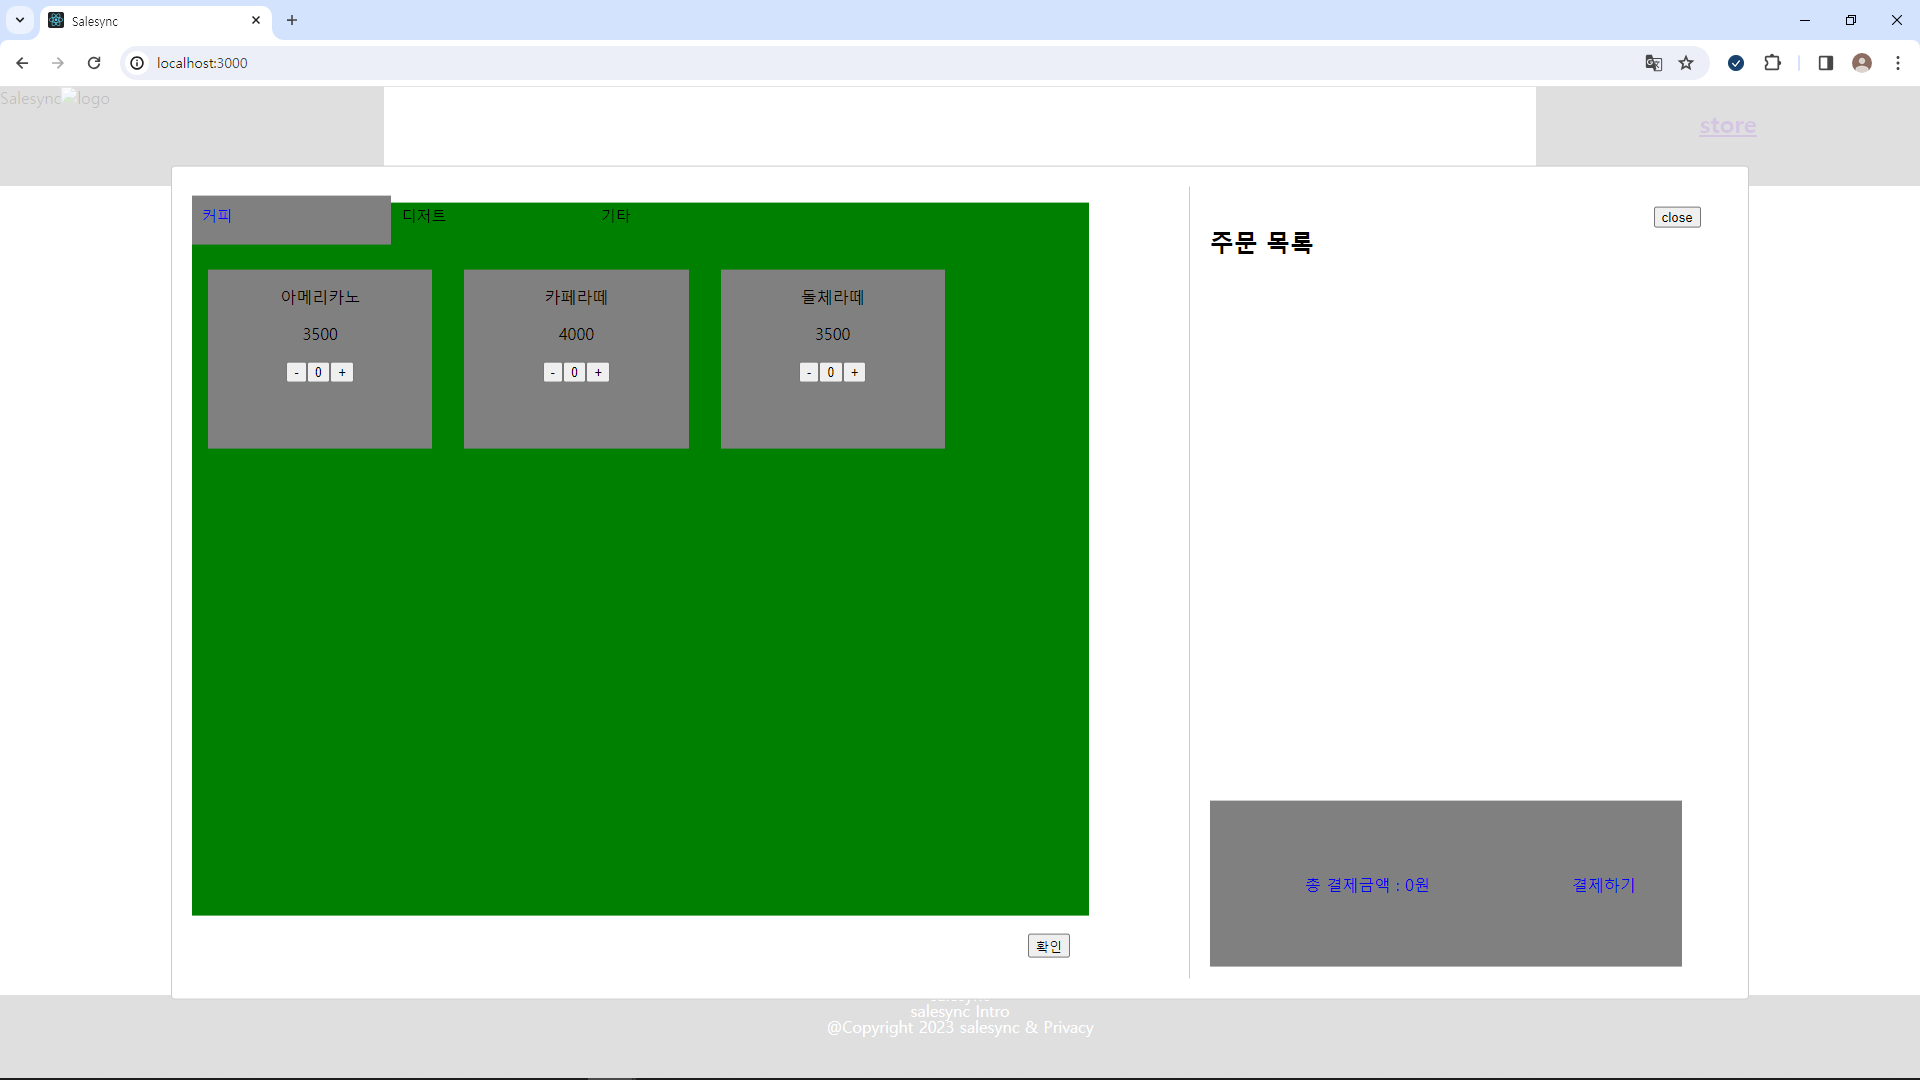 Salesync
localhost:3000
Salesync logo
store
커피 디저트 기타
아메리카노
3500
- 0 +
카페라떼
4000
- 0 +
돌체라떼
3500
- 0 +
확인
close
주문 목록
총 결제금액 : 0원 결제하기
salesync
salesync Intro
@Copyright 2023 salesync & Privacy